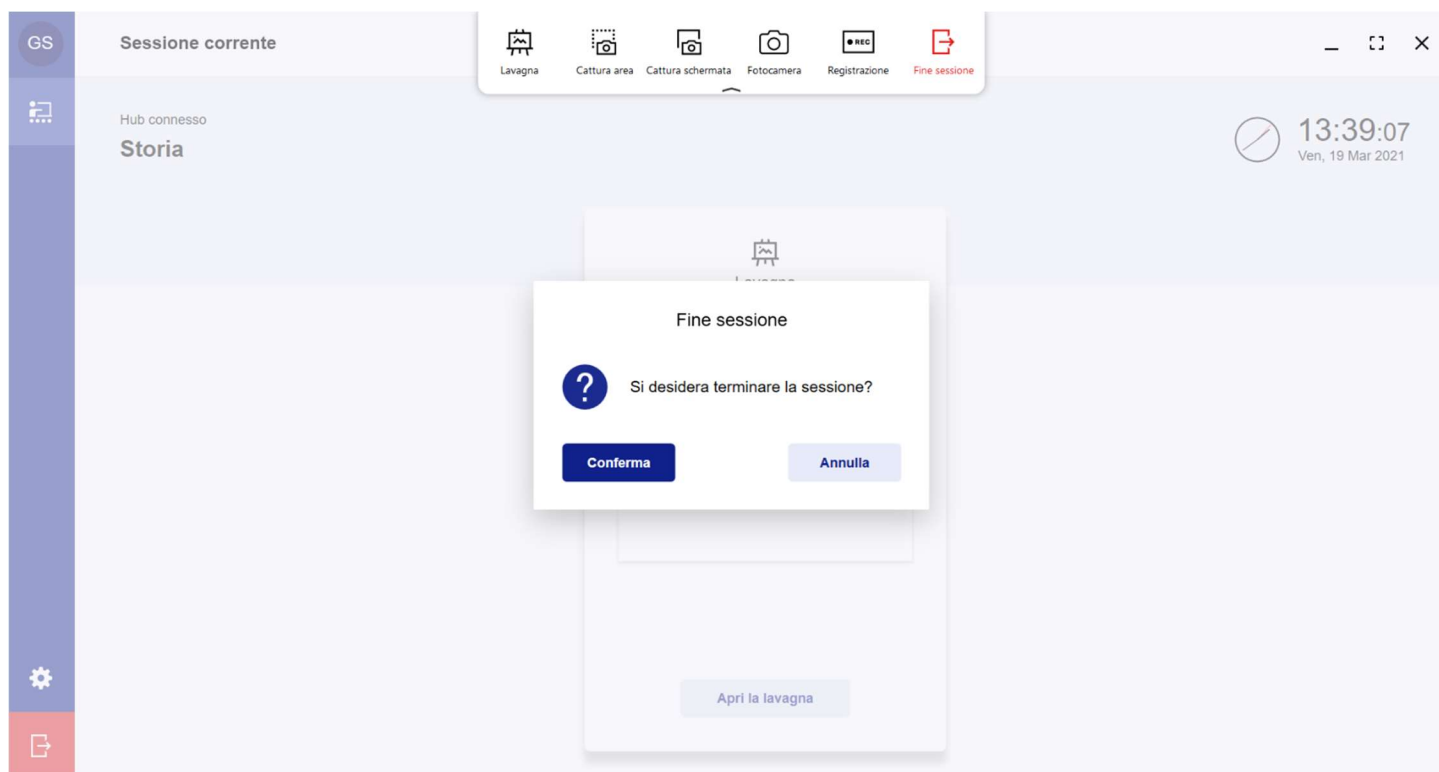 GS
Sessione corrente
Lavagna
Cattura area
Cattura schermata
Fotocamera
● REC
Registrazione
Fine sessione
Hub connesso
Storia
13:39:07
Ven, 19 Mar 2021
Lavagna
Fine sessione
?
Si desidera terminare la sessione?
Conferma
Annulla
Apri la lavagna